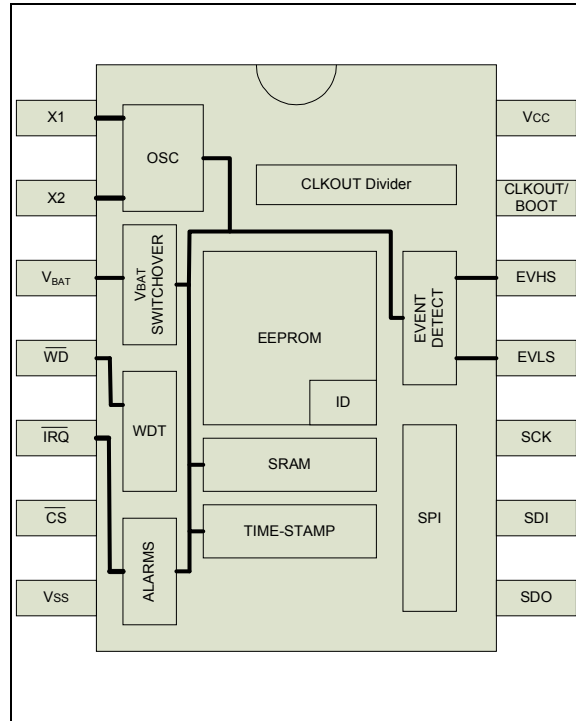 X1
X2
VBAT
WD
IRQ
CS
VSS
OSC
VBAT
SWITCHOVER
WDT
ALARMS
CLKOUT Divider
EEPROM
ID
SRAM
TIME-STAMP
EVENT
DETECT
SPI
VCC
CLKOUT/
BOOT
EVHS
EVLS
SCK
SDI
SDO